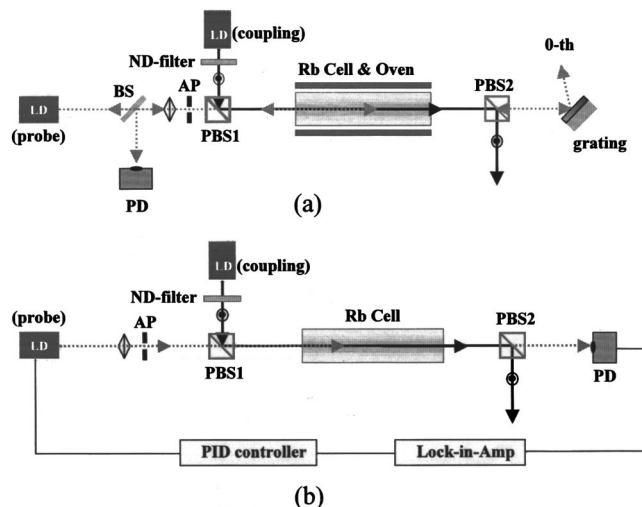 LD
(coupling)
ND-filter
AP
BS
Rb Cell & Oven
PBS2
0-th
LD
(probe)
PBS1
grating
PD
(a)
LD
(coupling)
ND-filter
(probe)
AP
Rb Cell
PBS2
LD
PBS1
PD
PID controller
Lock-in-Amp
(b)